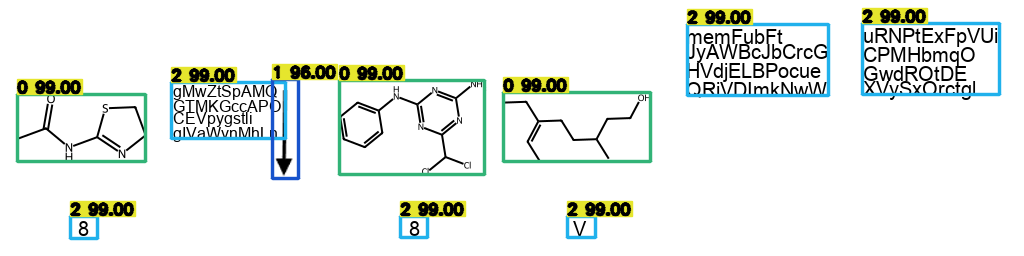 0 99.00
2 99.00
1 96.00
0 99.00
0 99.00
2 99.00
2 99.00
O
S
N
H
N
gMwZtSpAMQ
GTMKGccAPO
CEVpygstli
H
N
N
NH
N
N
Cl
Cl
OH
memFubFt
JyAWBcJbCrcG
HVdjELBPocue
QRiVDImkNwW
uRNPtExFpVUi
CPMHbmqO
GwdROtDE
2 99.00
8
2 99.00
8
2 99.00
V